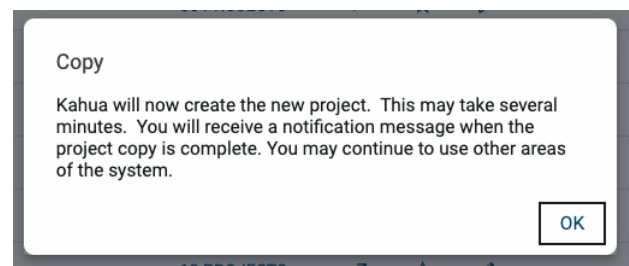 Copy
Kahua will now create the new project.  This may take several
minutes.  You will receive a notification message when the
project copy is complete. You may continue to use other areas
of the system.
OK